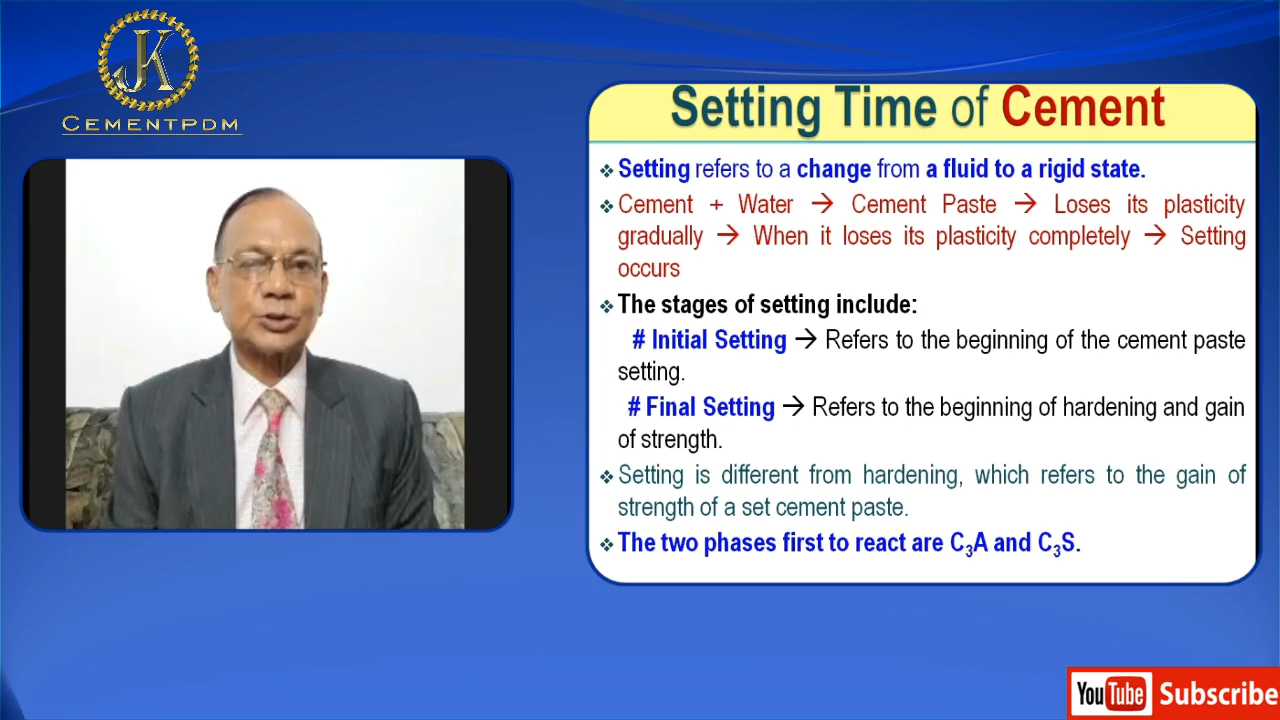 JK
CEMENTPDM
Setting Time of Cement
❖ Setting refers to a change from a fluid to a rigid state.
❖ Cement + Water → Cement Paste → Loses its plasticity
gradually → When it loses its plasticity completely → Setting
occurs
❖ The stages of setting include:
# Initial Setting → Refers to the beginning of the cement paste
setting.
# Final Setting → Refers to the beginning of hardening and gain
of strength.
❖ Setting is different from hardening, which refers to the gain of
strength of a set cement paste.
❖ The two phases first to react are C₃A and C₃S.
YouTube Subscribe